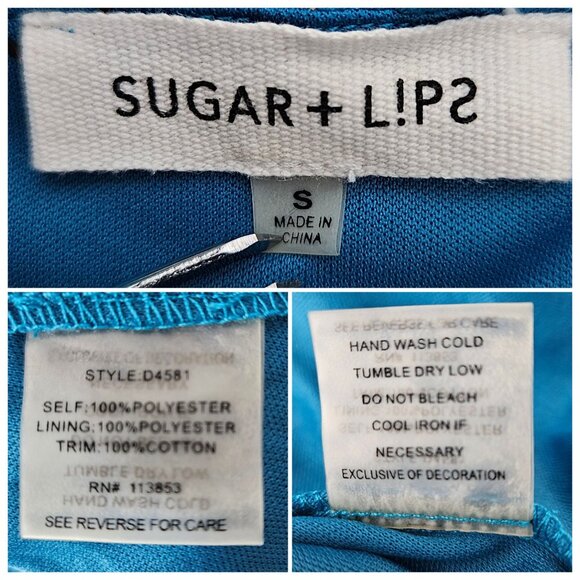 SUGAR + L!PS
S
MADE IN
CHINA
STYLE:D4581
SELF:100%POLYESTER
LINING:100%POLYESTER
TRIM:100%COTTON
RN# 113853
SEE REVERSE FOR CARE
HAND WASH COLD
TUMBLE DRY LOW
DO NOT BLEACH
COOL IRON IF
NECESSARY
EXCLUSIVE OF DECORATION